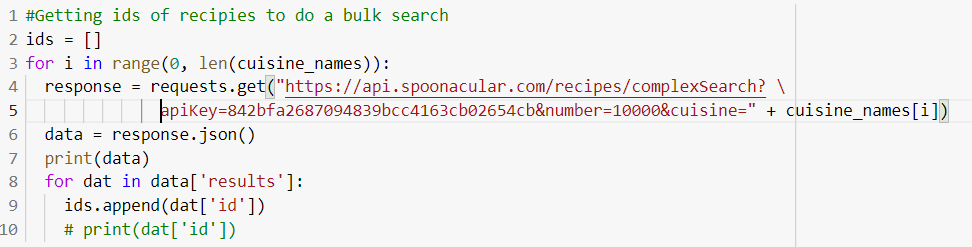 1 #Getting ids of recipies to do a bulk search
2 ids = []
3 for i in range(0, len(cuisine_names)):
4   response = requests.get("https://api.spoonacular.com/recipes/complexSearch? \
5               apiKey=842bfa2687094839bcc4163cb02654cb&number=10000&cuisine=" + cuisine_names[i])
6   data = response.json()
7   print(data)
8   for dat in data['results']:
9     ids.append(dat['id'])
10     # print(dat['id'])